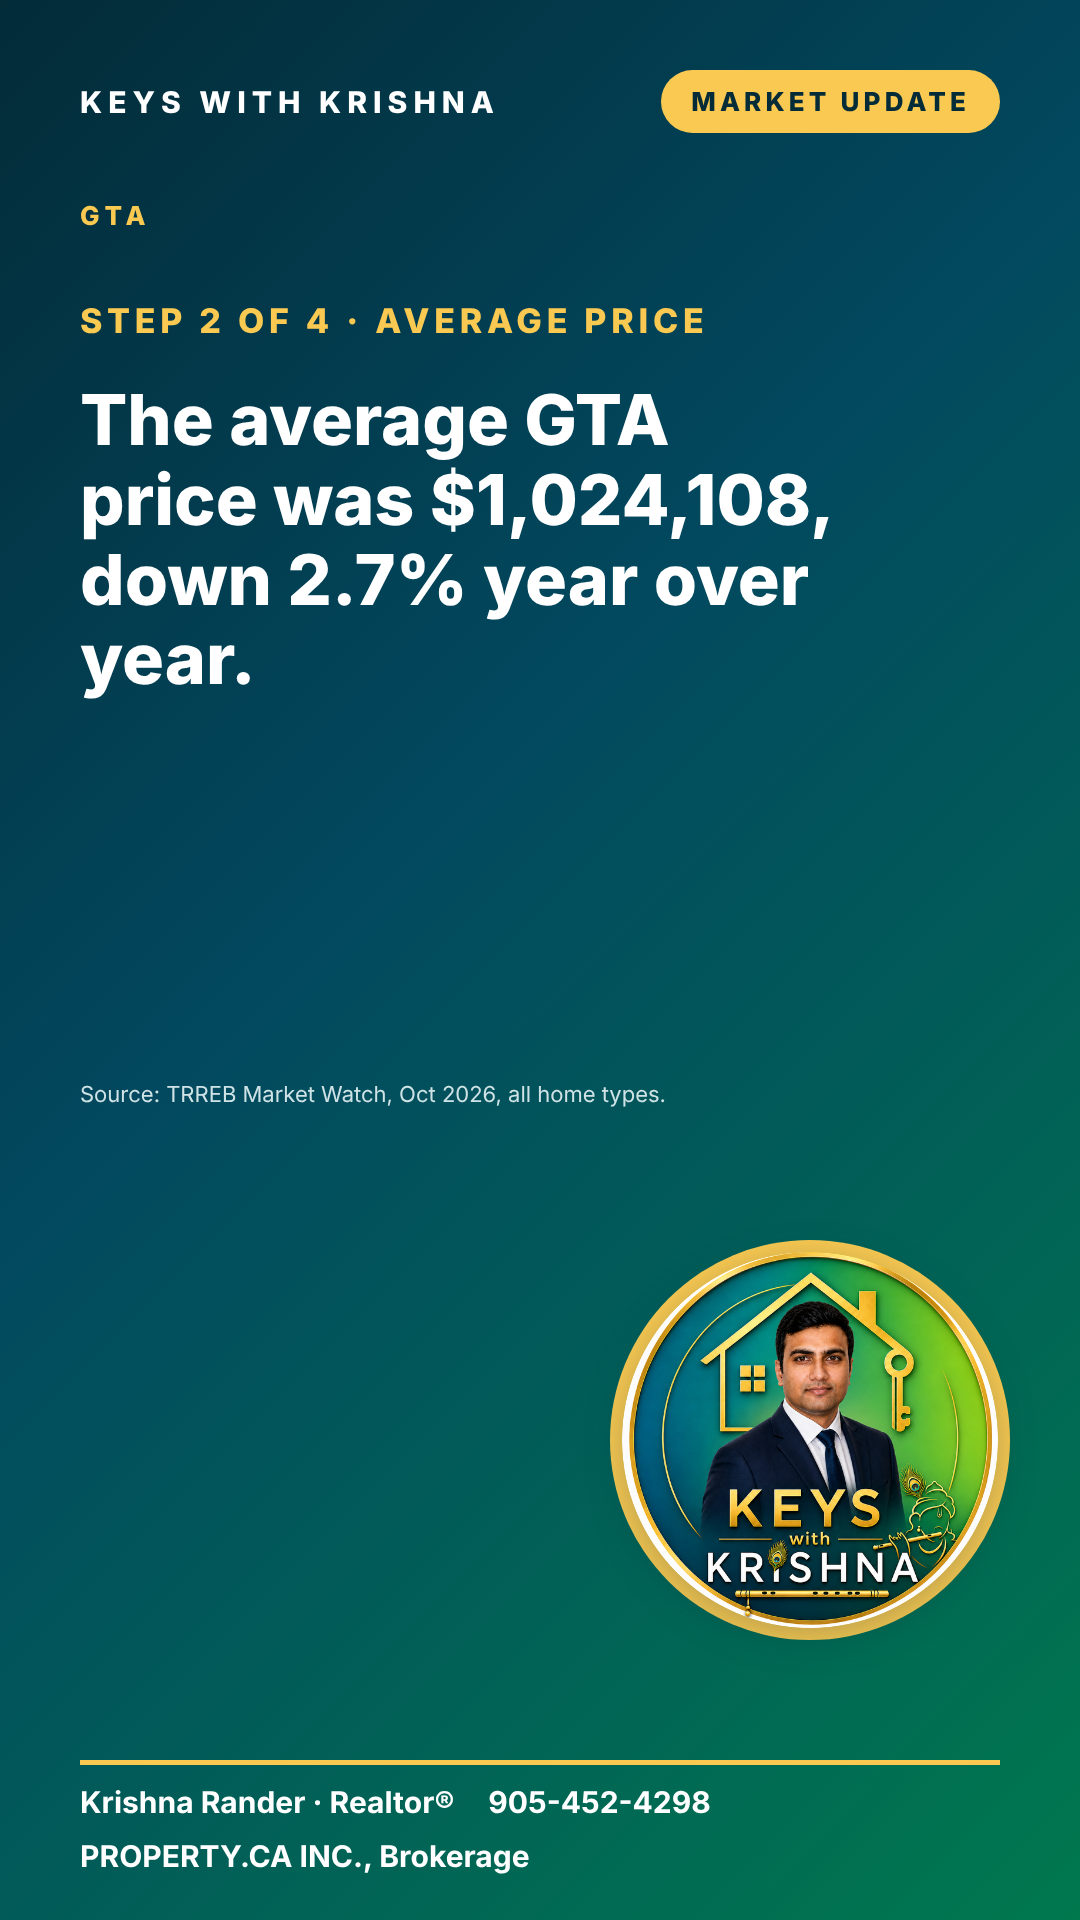 KEYS WITH KRISHNA
MARKET UPDATE
GTA
STEP 2 OF 4 · AVERAGE PRICE
The average GTA
price was $1,024,108,
down 2.7% year over
year.
Source: TRREB Market Watch, Oct 2026, all home types.
KEYS
with
KRISHNA
Krishna Rander · Realtor® 905-452-4298
PROPERTY.CA INC., Brokerage